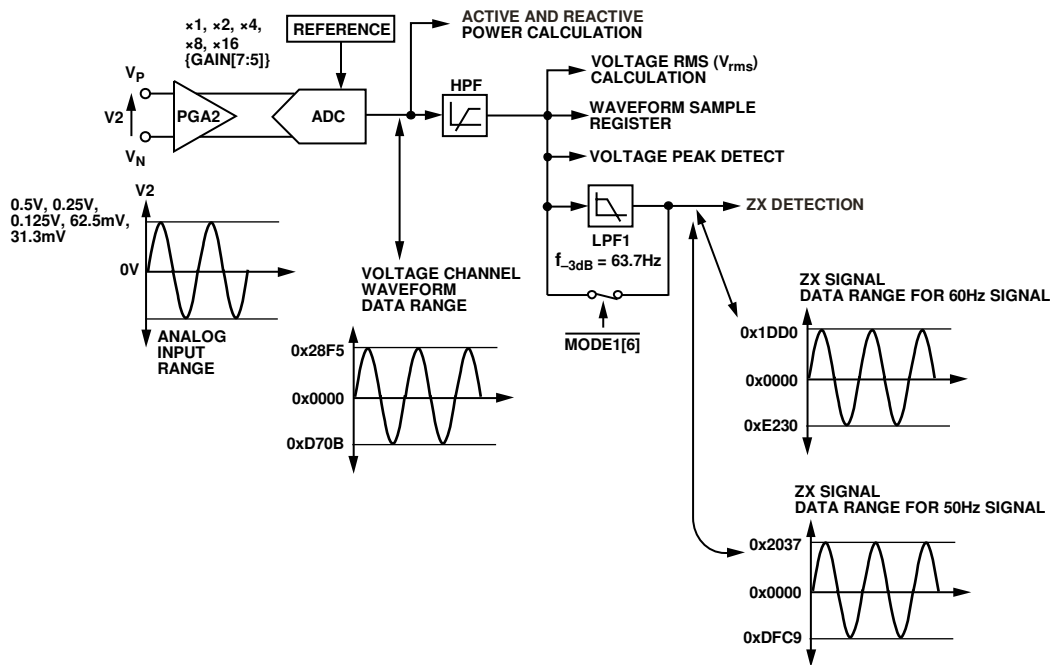 ×1, ×2, ×4,
×8, ×16
{GAIN[7:5]}
REFERENCE
ACTIVE AND REACTIVE
POWER CALCULATION
VP
V2
VN
PGA2
ADC
HPF
VOLTAGE RMS (Vrms)
CALCULATION
WAVEFORM SAMPLE
REGISTER
VOLTAGE PEAK DETECT
ZX DETECTION
LPF1
f–3dB = 63.7Hz
MODE1[6]
V2
0.5V, 0.25V,
0.125V, 62.5mV,
31.3mV
0V
ANALOG
INPUT
RANGE
VOLTAGE CHANNEL
WAVEFORM
DATA RANGE
0x28F5
0x0000
0xD70B
ZX SIGNAL
DATA RANGE FOR 60Hz SIGNAL
0x1DD0
0x0000
0xE230
ZX SIGNAL
DATA RANGE FOR 50Hz SIGNAL
0x2037
0x0000
0xDFC9